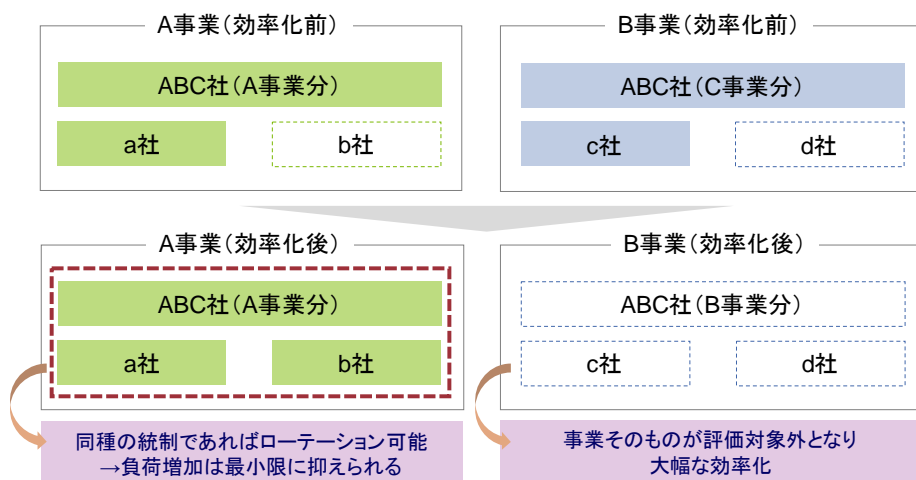 A事業(効率化前)
ABC社(A事業分)
a社
b社
B事業(効率化前)
ABC社(C事業分)
c社
d社
A事業(効率化後)
ABC社(A事業分)
a社
b社
B事業(効率化後)
ABC社(B事業分)
c社
d社
同種の統制であればローテーション可能
→負荷増加は最小限に抑えられる
事業そのものが評価対象外となり
大幅な効率化